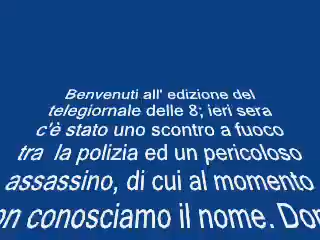 Benvenuti all' edizione del
telegiornale delle 8; ieri sera
c'è stato uno scontro a fuoco
tra la polizia ed un pericoloso
assassino, di cui al momento
on conosciamo il nome. Dor